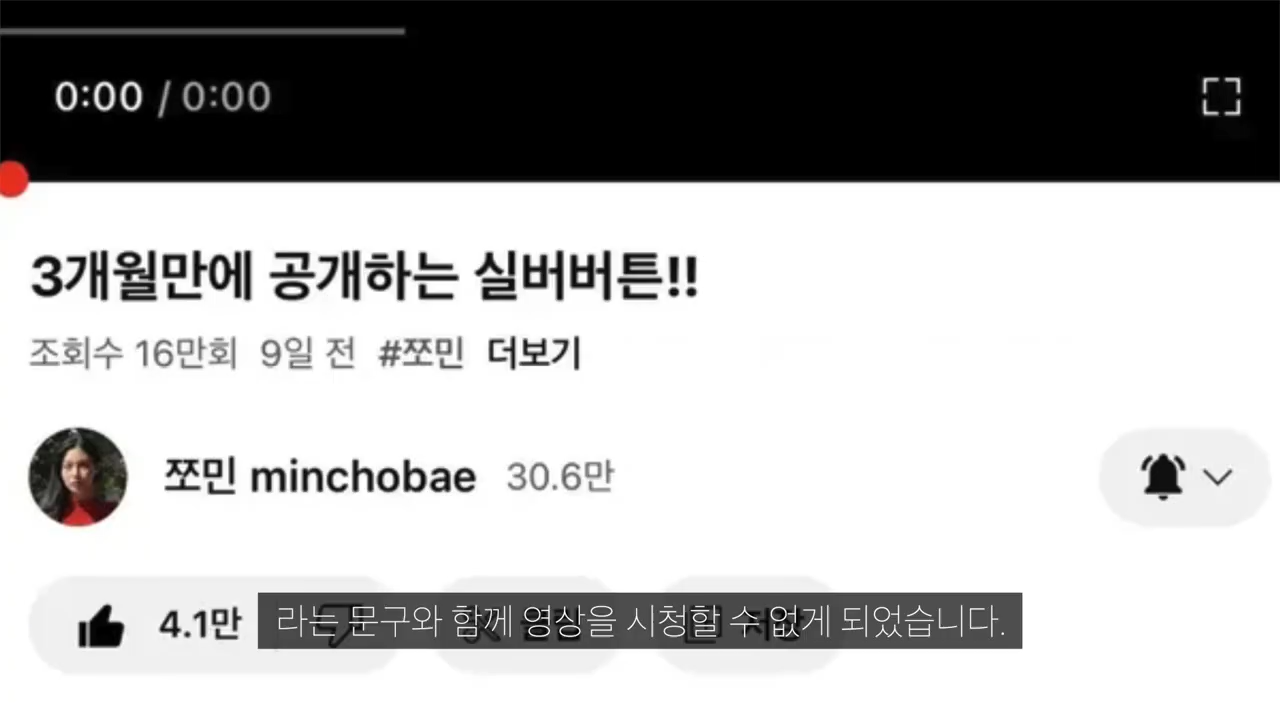 0:00 / 0:00
3개월만에 공개하는 실버버튼!!
조회수 16만회 9일 전 #쪼민 더보기
쪼민 minchobae 30.6만
4.1만
라는 문구와 함께 영상을 시청할 수 없게 되었습니다.